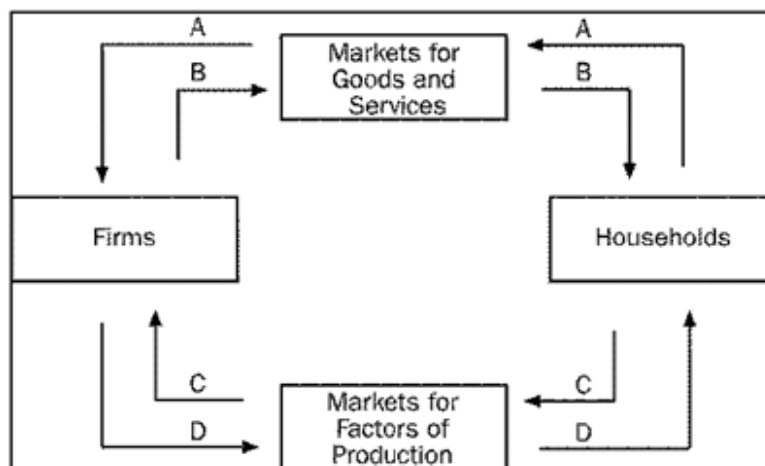 A
A
Markets for
Goods and
Services
B
B
Firms
Households
C
C
Markets for
Factors of
Production
D
D